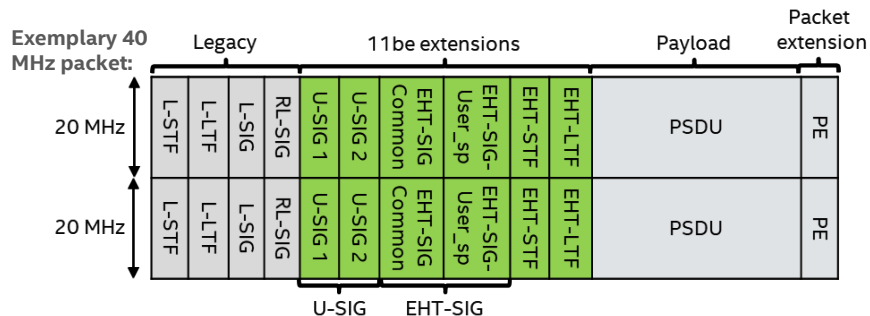 Exemplary 40
MHz packet:
Legacy
11be extensions
Payload
Packet
extension
20 MHz
L-STF
L-LTF
L-SIG
RL-SIG
U-SIG 1
U-SIG 2
EHT-SIG
Common
EHT-SIG-
User_sp
EHT-STF
EHT-LTF
PSDU
PE
20 MHz
L-STF
L-LTF
L-SIG
RL-SIG
U-SIG 1
U-SIG 2
EHT-SIG
Common
EHT-SIG-
User_sp
EHT-STF
EHT-LTF
PSDU
PE
U-SIG
EHT-SIG